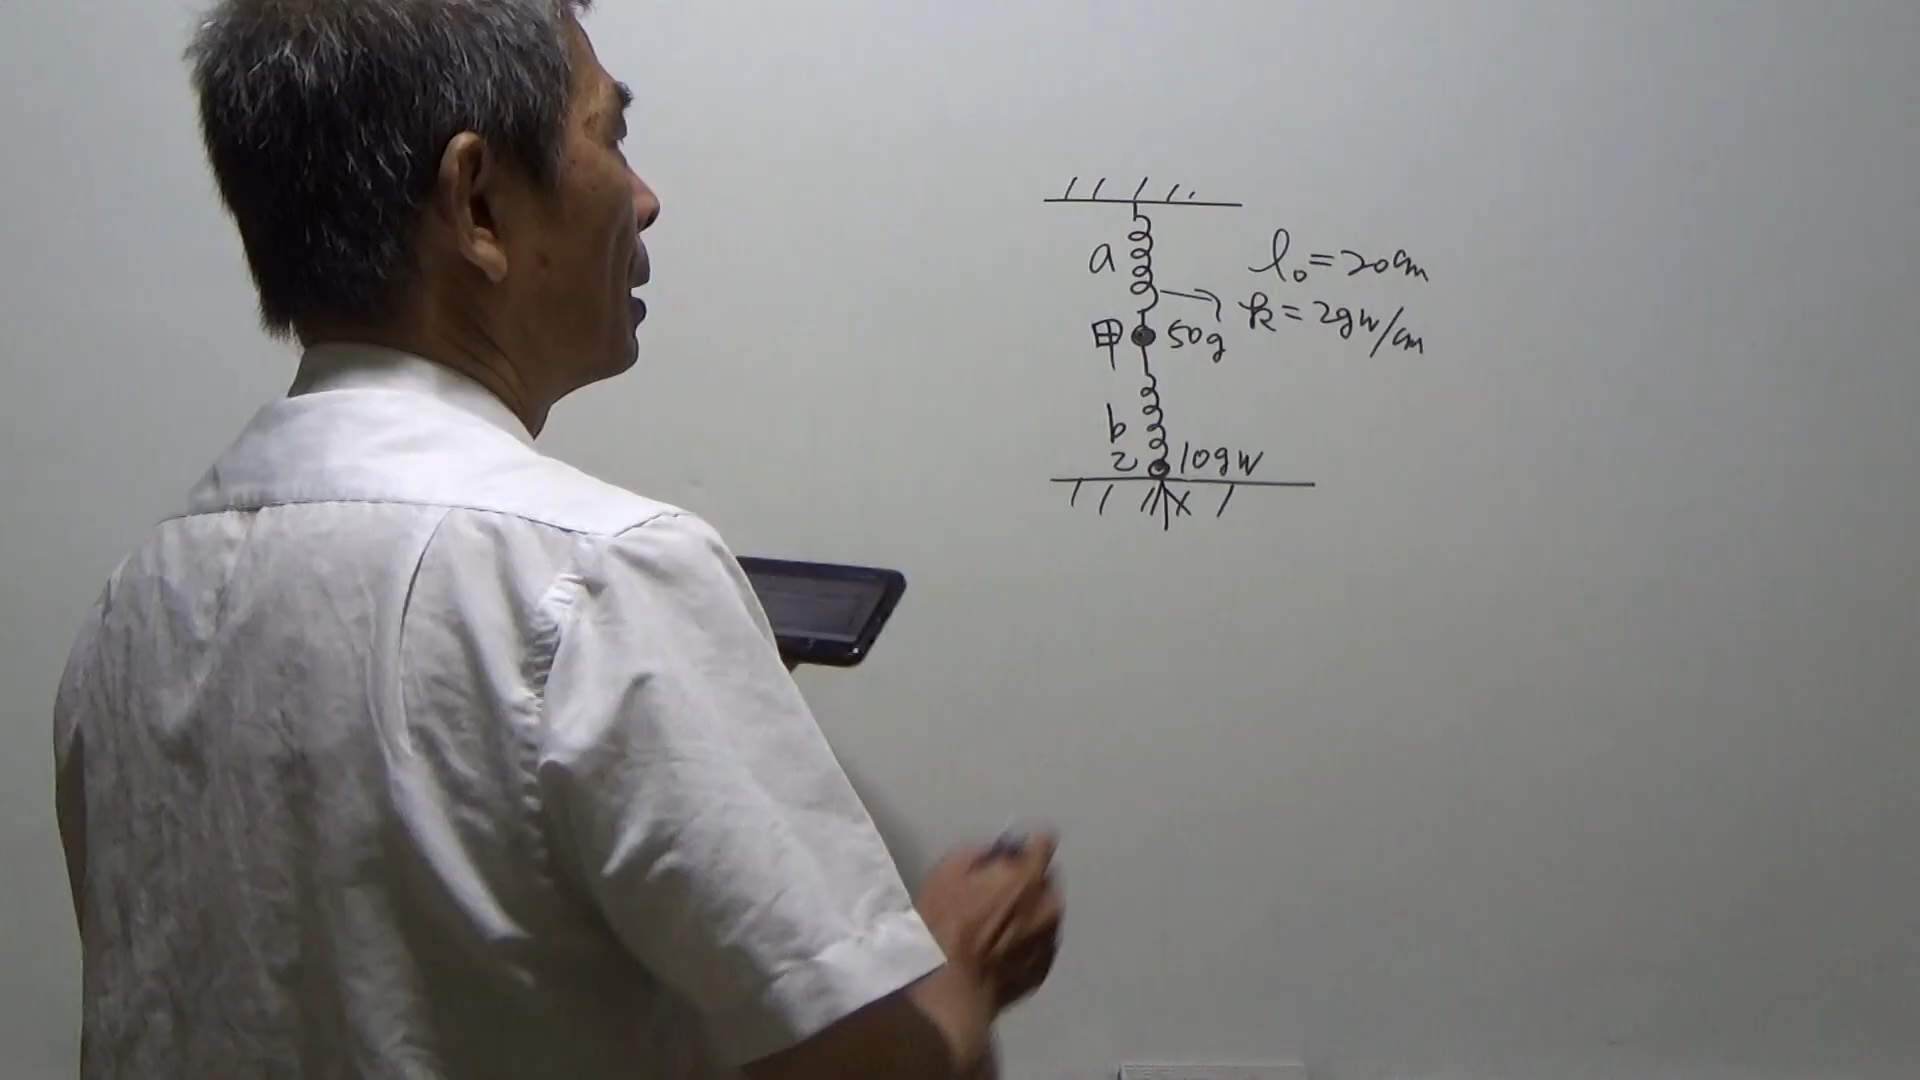 a
l₀=20cm
k=2gw/cm
甲 50g
b
乙 10gw